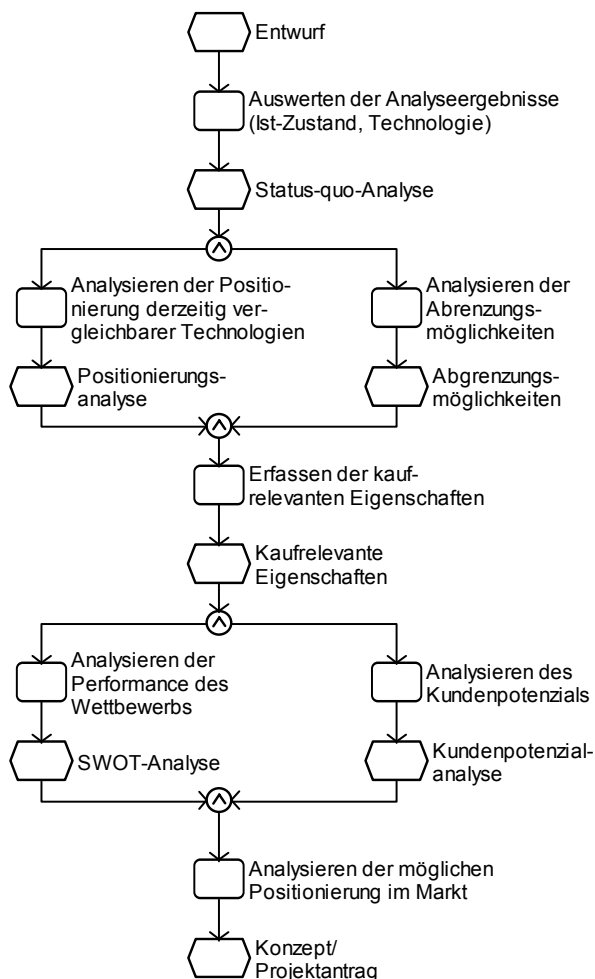 Entwurf
Auswerten der Analyseergebnisse
(Ist-Zustand, Technologie)
Status-quo-Analyse
Analysieren der Positio-
nierung derzeitig ver-
gleichbarer Technologien
Analysieren der
Abrenzungs-
möglichkeiten
Positionierungs-
analyse
Abgrenzungs-
möglichkeiten
Erfassen der kauf-
relevanten Eigenschaften
Kaufrelevante
Eigenschaften
Analysieren der
Performance des
Wettbewerbs
Analysieren des
Kundenpotenzials
SWOT-Analyse
Kundenpotenzial-
analyse
Analysieren der möglichen
Positionierung im Markt
Konzept/
Projektantrag